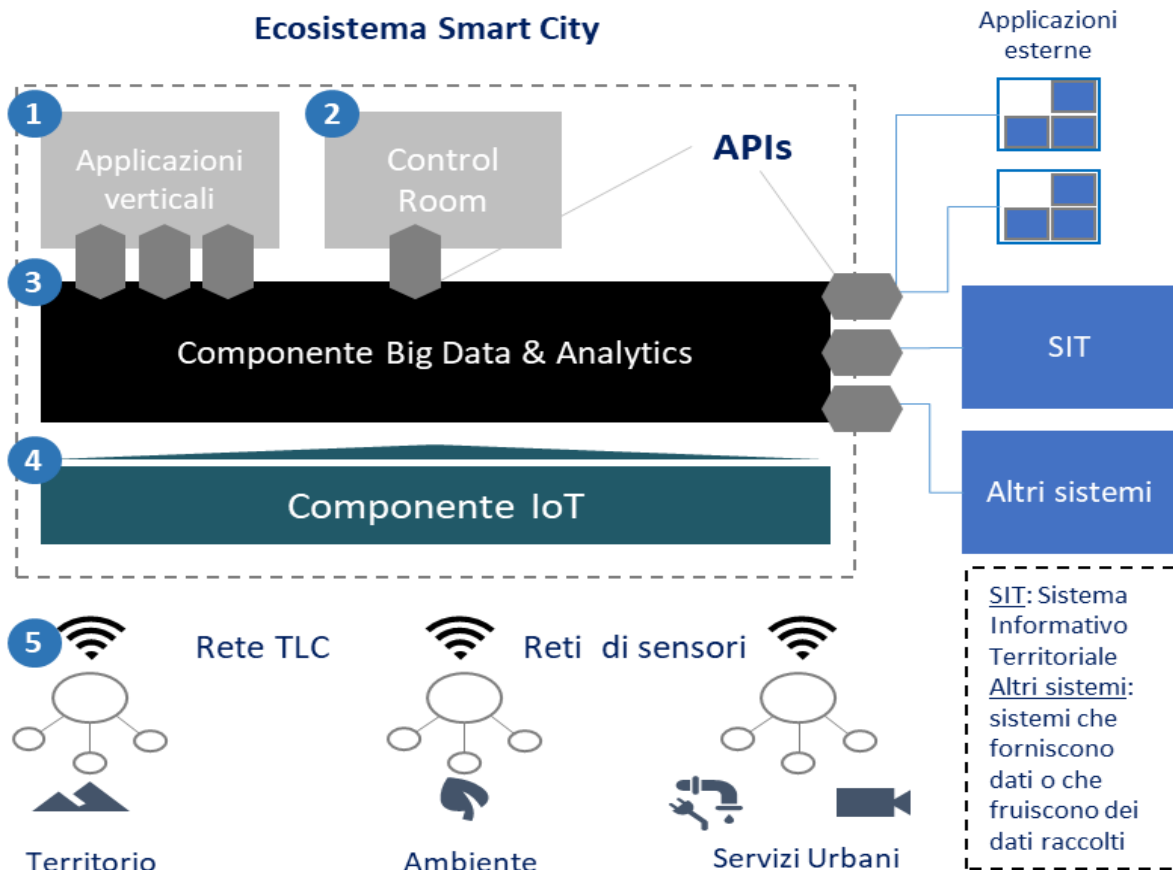 Ecosistema Smart City
Applicazioni
esterne
1
Applicazioni
verticali
2
Control
Room
APIs
3
Componente Big Data & Analytics
SIT
4
Componente IoT
Altri sistemi
5
Rete TLC
Reti di sensori
Territorio
Ambiente
Servizi Urbani
SIT: Sistema
Informativo
Territoriale
Altri sistemi:
sistemi che
forniscono
dati o che
fruiscono dei
dati raccolti